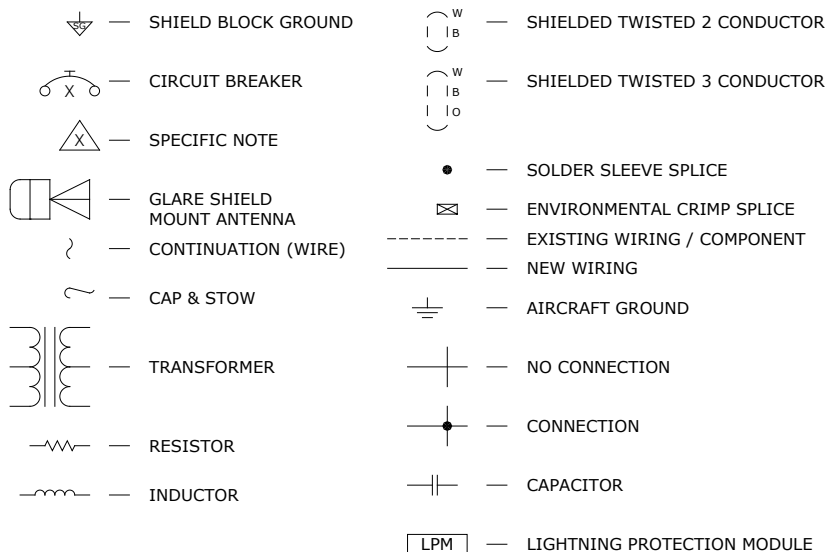 SG — SHIELD BLOCK GROUND
X — CIRCUIT BREAKER
X — SPECIFIC NOTE
— GLARE SHIELD
MOUNT ANTENNA
— CONTINUATION (WIRE)
— CAP & STOW
— TRANSFORMER
— RESISTOR
— INDUCTOR
W
B
— SHIELDED TWISTED 2 CONDUCTOR
W
B
O
— SHIELDED TWISTED 3 CONDUCTOR
— SOLDER SLEEVE SPLICE
— ENVIRONMENTAL CRIMP SPLICE
— EXISTING WIRING / COMPONENT
— NEW WIRING
— AIRCRAFT GROUND
— NO CONNECTION
— CONNECTION
— CAPACITOR
LPM — LIGHTNING PROTECTION MODULE